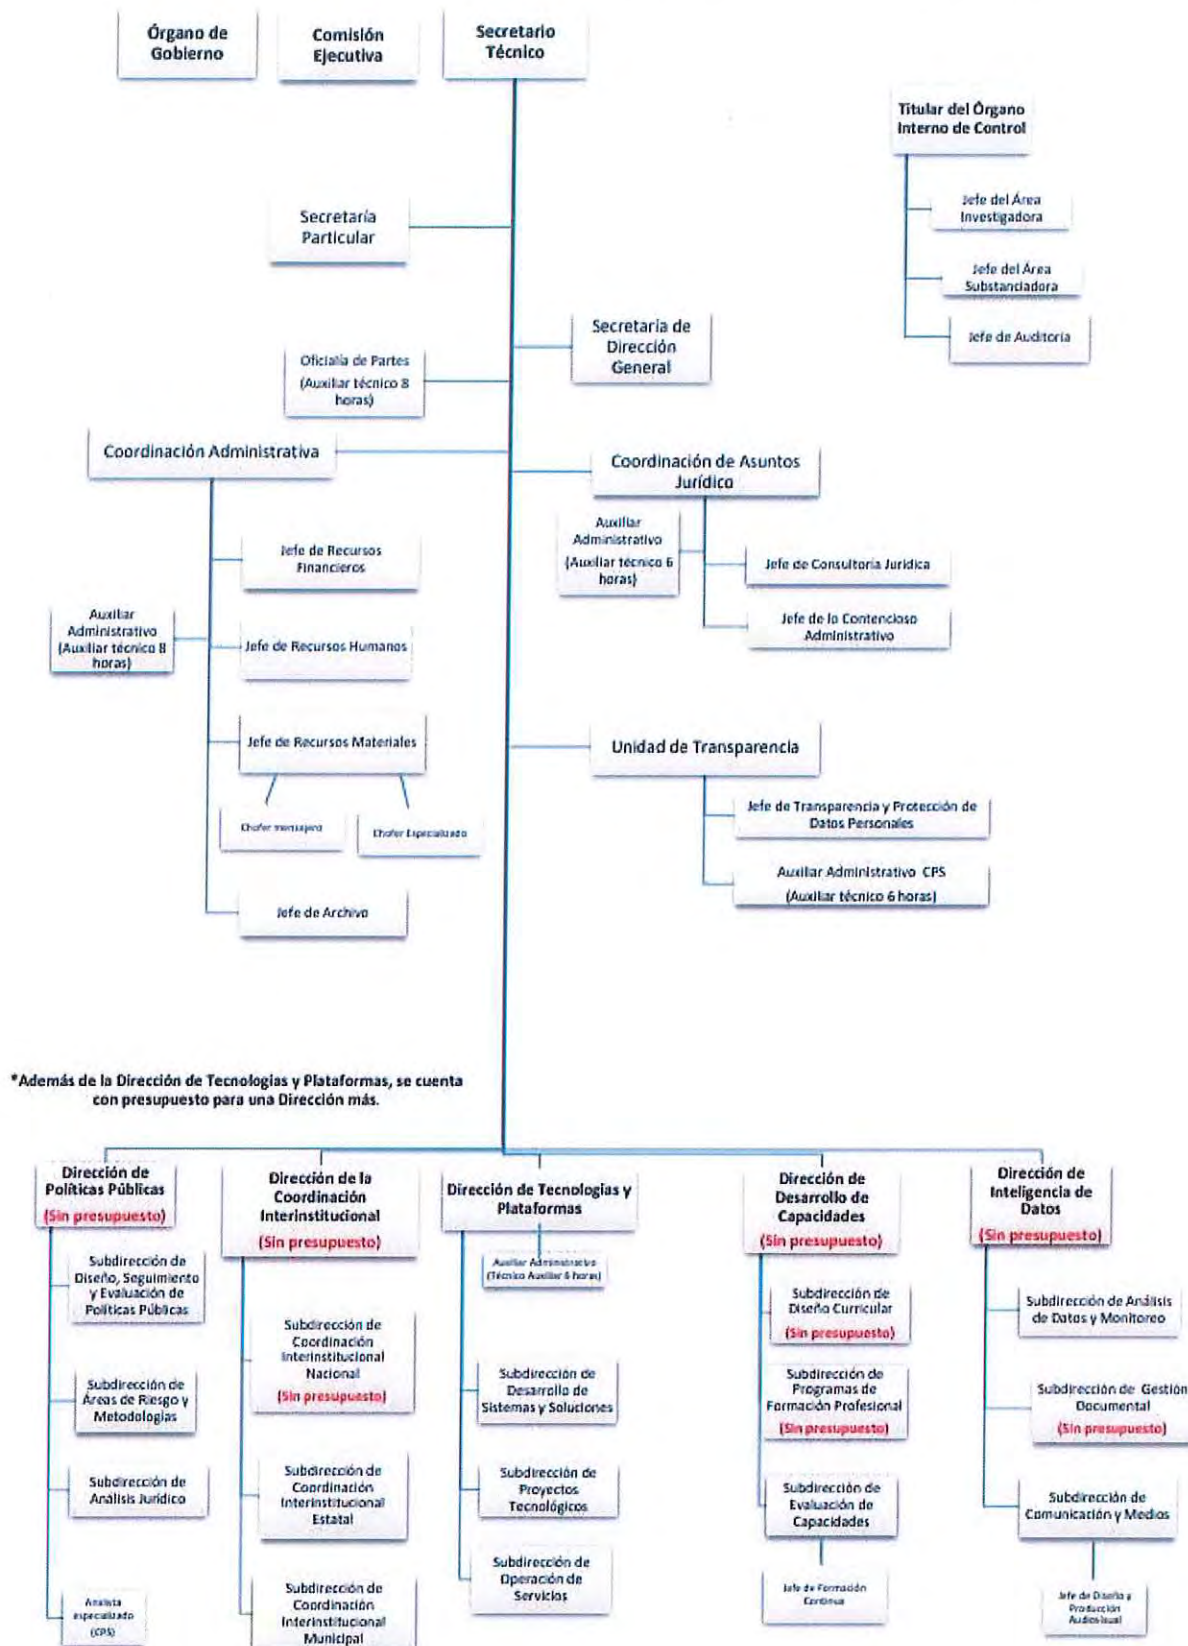 Órgano de
Gobierno
Comisión
Ejecutiva
Secretario
Técnico
Titular del Órgano
Interno de Control
Jefe del Área
Investigadora
Jefe del Área
Substanciadora
Jefe de Auditoría
Secretaría
Particular
Secretaría de
Dirección
General
Oficialía de Partes
(Auxiliar técnico 8
horas)
Coordinación Administrativa
Coordinación de Asuntos
Jurídico
Auxiliar
Administrativo
(Auxiliar técnico 6
horas)
Jefe de Consultoría Jurídica
Jefe de lo Contencioso
Administrativo
Jefe de Recursos
Financieros
Auxiliar
Administrativo
(Auxiliar técnico 8
horas)
Jefe de Recursos Humanos
Jefe de Recursos Materiales
Chofer mensajero
Chofer Especializado
Jefe de Archivo
Unidad de Transparencia
Jefe de Transparencia y Protección de
Datos Personales
Auxiliar Administrativo CPS
(Auxiliar técnico 6 horas)
*Además de la Dirección de Tecnologías y Plataformas, se cuenta
con presupuesto para una Dirección más.
Dirección de
Políticas Públicas
(Sin presupuesto)
Subdirección de
Diseño, Seguimiento
y Evaluación de
Políticas Públicas
Subdirección de
Áreas de Riesgo y
Metodologías
Subdirección de
Análisis Jurídico
Analista
especializado
(CPS)
Dirección de la
Coordinación
Interinstitucional
(Sin presupuesto)
Subdirección de
Coordinación
Interinstitucional
Nacional
(Sin presupuesto)
Subdirección de
Coordinación
Interinstitucional
Estatal
Subdirección de
Coordinación
Interinstitucional
Municipal
Dirección de Tecnologías y
Plataformas
Auxiliar Administrativo
(Técnico Auxiliar 6 horas)
Subdirección de
Desarrollo de
Sistemas y Soluciones
Subdirección de
Proyectos
Tecnológicos
Subdirección de
Operación de
Servicios
Dirección de
Desarrollo de
Capacidades
(Sin presupuesto)
Subdirección de
Diseño Curricular
(Sin presupuesto)
Subdirección de
Programas de
Formación Profesional
(Sin presupuesto)
Subdirección de
Evaluación de
Capacidades
Jefe de Formación
Continua
Dirección de
Inteligencia de
Datos
(Sin presupuesto)
Subdirección de Análisis
de Datos y Monitoreo
Subdirección de Gestión
Documental
(Sin presupuesto)
Subdirección de
Comunicación y Medios
Jefe de Diseño y
Producción
Audiovisual